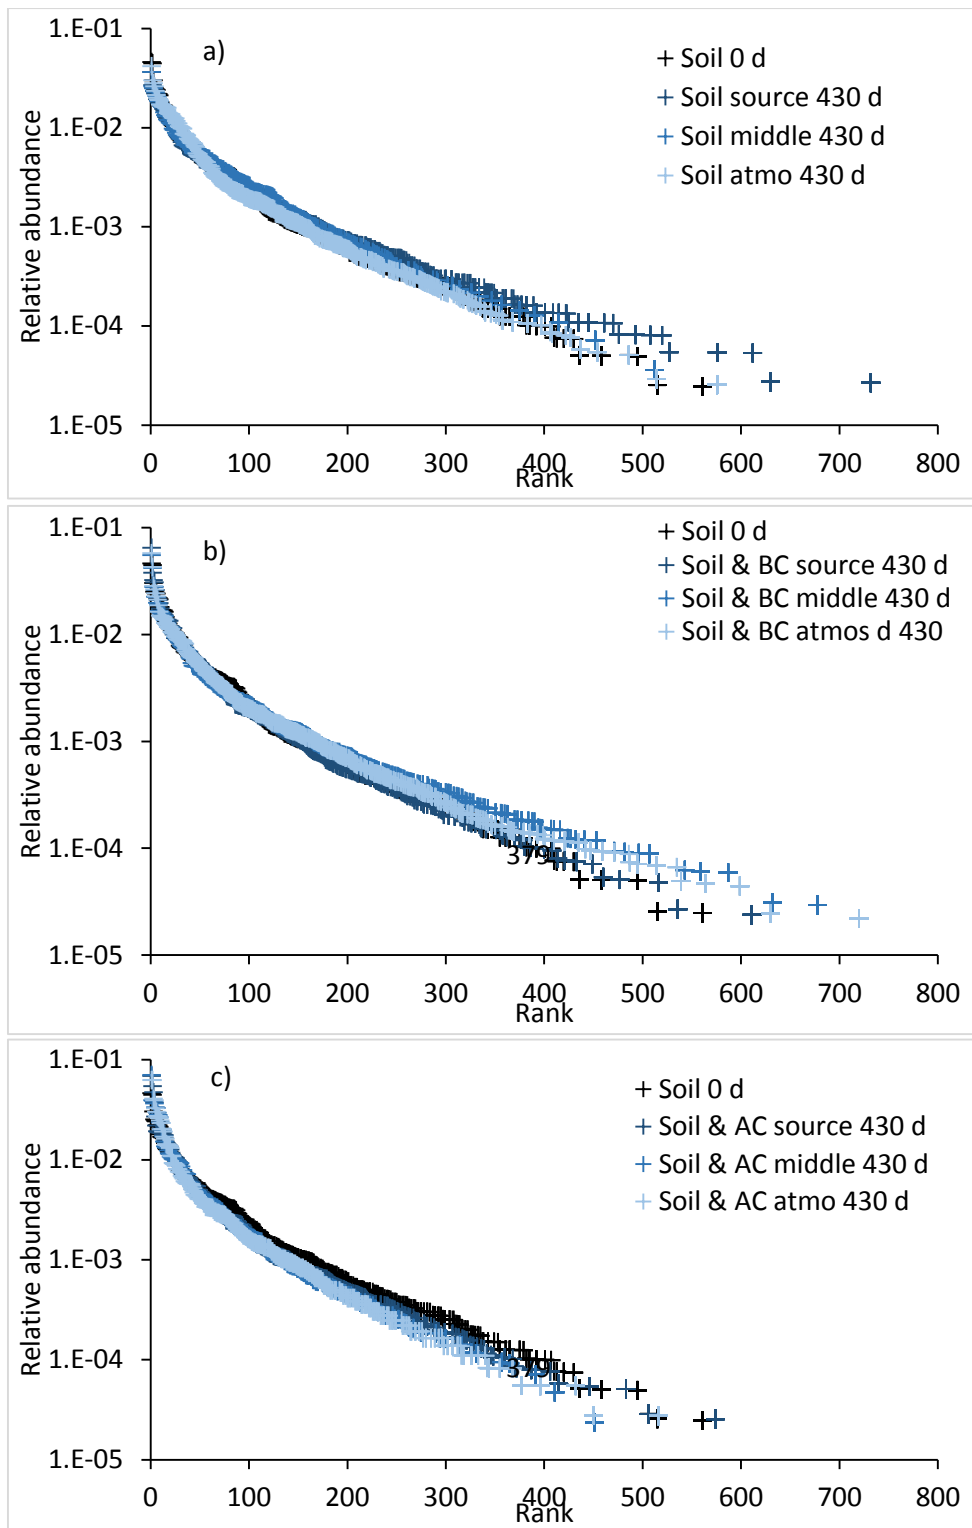 a)
1.E-01
1.E-02
1.E-03
1.E-04
1.E-05
Relative abundance
Soil 0 d
Soil source 430 d
Soil middle 430 d
Soil atmo 430 d
0 100 200 300 400 500 600 700 800
Rank
b)
1.E-01
1.E-02
1.E-03
1.E-04
1.E-05
Relative abundance
Soil 0 d
Soil & BC source 430 d
Soil & BC middle 430 d
Soil & BC atmos d 430
379
0 100 200 300 400 500 600 700 800
Rank
c)
1.E-01
1.E-02
1.E-03
1.E-04
1.E-05
Relative abundance
Soil 0 d
Soil & AC source 430 d
Soil & AC middle 430 d
Soil & AC atmo 430 d
379
0 100 200 300 400 500 600 700 800
Rank